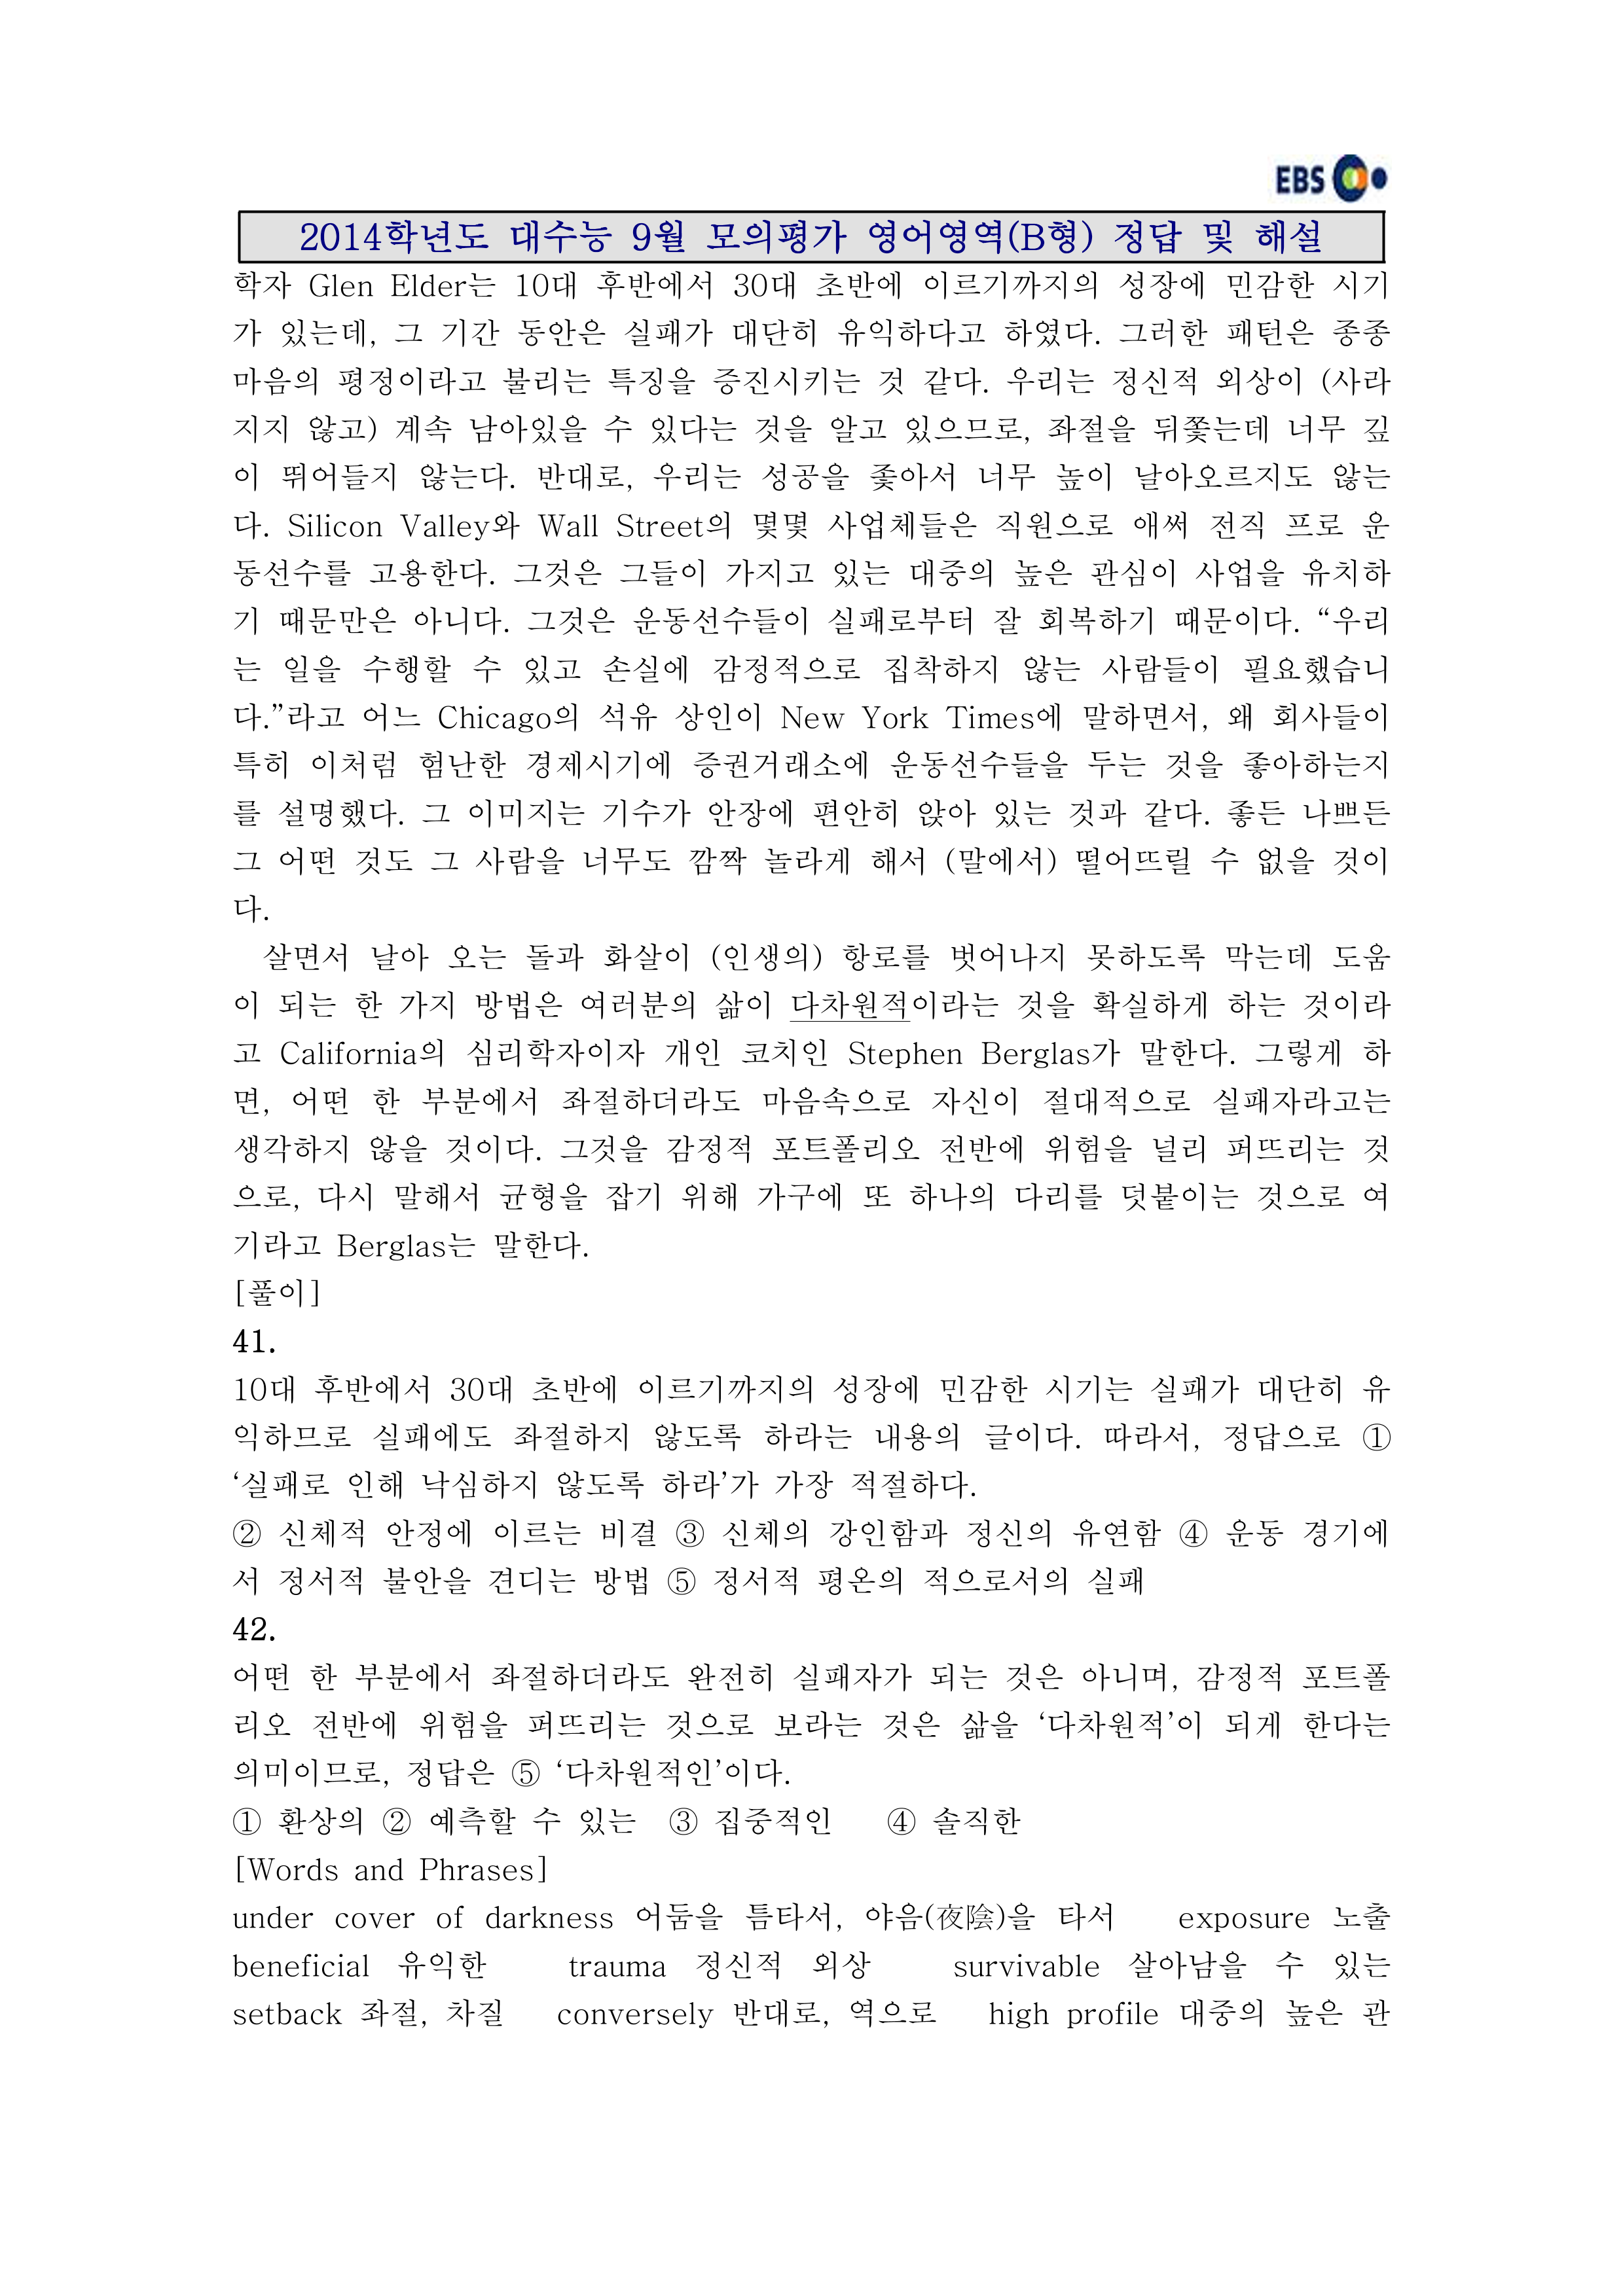 EBS
2014학년도 대수능 9월 모의평가 영어영역(B형) 정답 및 해설
학자 Glen Elder는 10대 후반에서 30대 초반에 이르기까지의 성장에 민감한 시기
가 있는데, 그 기간 동안은 실패가 대단히 유익하다고 하였다. 그러한 패턴은 종종
마음의 평정이라고 불리는 특징을 증진시키는 것 같다. 우리는 정신적 외상이 (사라
지지 않고) 계속 남아있을 수 있다는 것을 알고 있으므로, 좌절을 뒤쫓는데 너무 깊
이 뛰어들지 않는다. 반대로, 우리는 성공을 좇아서 너무 높이 날아오르지도 않는
다. Silicon Valley와 Wall Street의 몇몇 사업체들은 직원으로 애써 전직 프로 운
동선수를 고용한다. 그것은 그들이 가지고 있는 대중의 높은 관심이 사업을 유치하
기 때문만은 아니다. 그것은 운동선수들이 실패로부터 잘 회복하기 때문이다. “우리
는 일을 수행할 수 있고 손실에 감정적으로 집착하지 않는 사람들이 필요했습니
다.”라고 어느 Chicago의 석유 상인이 New York Times에 말하면서, 왜 회사들이
특히 이처럼 험난한 경제시기에 증권거래소에 운동선수들을 두는 것을 좋아하는지
를 설명했다. 그 이미지는 기수가 안장에 편안히 앉아 있는 것과 같다. 좋든 나쁘든
그 어떤 것도 그 사람을 너무도 깜짝 놀라게 해서 (말에서) 떨어뜨릴 수 없을 것이
다.
살면서 날아 오는 돌과 화살이 (인생의) 항로를 벗어나지 못하도록 막는데 도움
이 되는 한 가지 방법은 여러분의 삶이 다차원적이라는 것을 확실하게 하는 것이라
고 California의 심리학자이자 개인 코치인 Stephen Berglas가 말한다. 그렇게 하
면, 어떤 한 부분에서 좌절하더라도 마음속으로 자신이 절대적으로 실패자라고는
생각하지 않을 것이다. 그것을 감정적 포트폴리오 전반에 위험을 널리 퍼뜨리는 것
으로, 다시 말해서 균형을 잡기 위해 가구에 또 하나의 다리를 덧붙이는 것으로 여
기라고 Berglas는 말한다.
[풀이]
41.
10대 후반에서 30대 초반에 이르기까지의 성장에 민감한 시기는 실패가 대단히 유
익하므로 실패에도 좌절하지 않도록 하라는 내용의 글이다. 따라서, 정답으로 ①
‘실패로 인해 낙심하지 않도록 하라’가 가장 적절하다.
② 신체적 안정에 이르는 비결 ③ 신체의 강인함과 정신의 유연함 ④ 운동 경기에
서 정서적 불안을 견디는 방법 ⑤ 정서적 평온의 적으로서의 실패
42.
어떤 한 부분에서 좌절하더라도 완전히 실패자가 되는 것은 아니며, 감정적 포트폴
리오 전반에 위험을 퍼뜨리는 것으로 보라는 것은 삶을 ‘다차원적’이 되게 한다는
의미이므로, 정답은 ⑤ ‘다차원적인’이다.
① 환상의 ② 예측할 수 있는 ③ 집중적인 ④ 솔직한
[Words and Phrases]
under cover of darkness 어둠을 틈타서, 야음(夜陰)을 타서 exposure 노출
beneficial 유익한 trauma 정신적 외상 survivable 살아남을 수 있는
setback 좌절, 차질 conversely 반대로, 역으로 high profile 대중의 높은 관